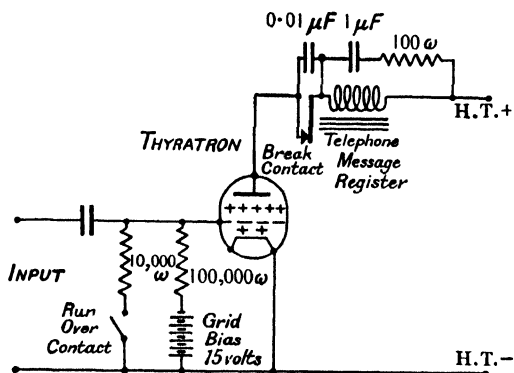 0·01 μF 1 μF
100 ω
H.T.+
THYRATRON
Break
Contact
Telephone
Message
Register
+ + + + +
+ +
INPUT
10,000
ω
100,000ω
Run
Over
Contact
Grid
Bias
15 volts
H.T.-